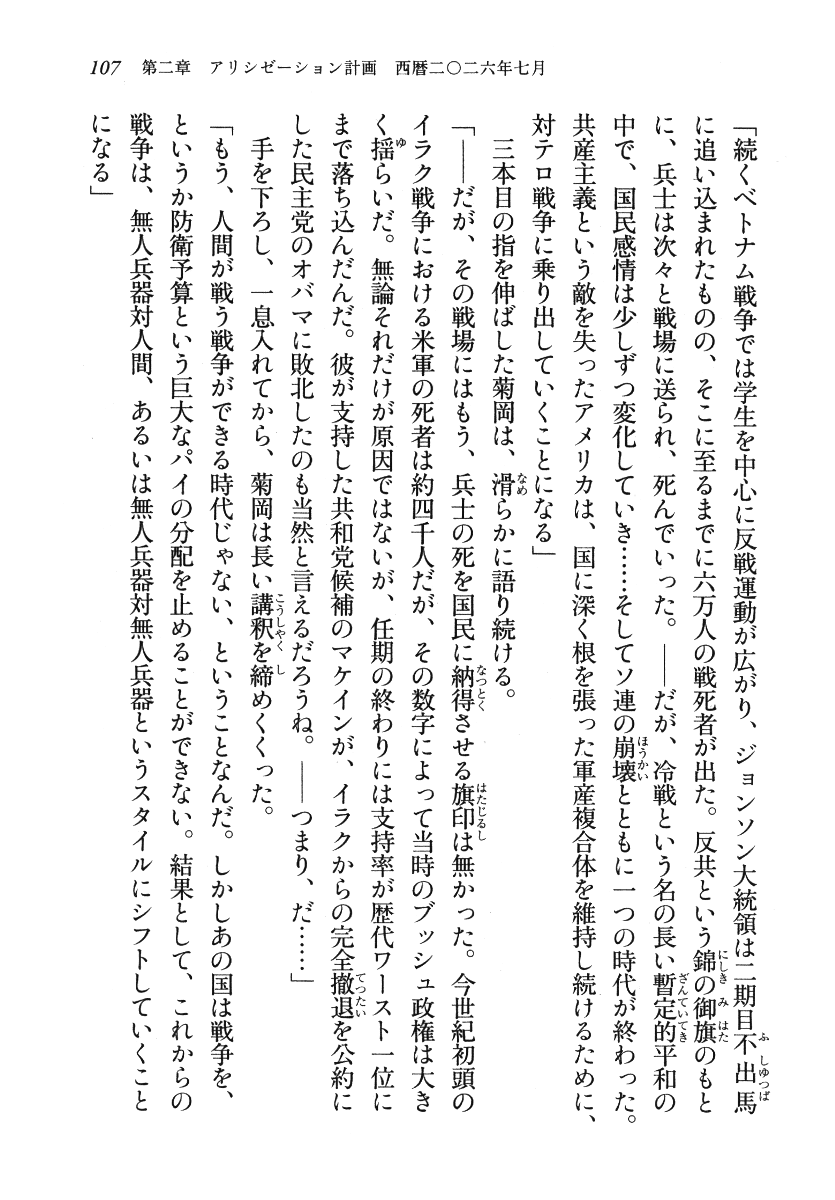 107　第二章　アリシゼーション計画　西暦二〇二六年七月
「続くベトナム戦争では学生を中心に反戦運動が広がり、ジョンソン大統領は二期目不出馬
に追い込まれたものの、そこに至るまでに六万人の戦死者が出た。反共という錦の御旗のもと
に、兵士は次々と戦場に送られ、死んでいった。――だが、冷戦という名の長い暫定的平和の
中で、国民感情は少しずつ変化していき……そしてソ連の崩壊とともに一つの時代が終わった。
共産主義という敵を失ったアメリカは、国に深く根を張った軍産複合体を維持し続けるために、
対テロ戦争に乗り出していくことになる」
　三本目の指を伸ばした菊岡は、滑らかに語り続ける。
「――だが、その戦場にはもう、兵士の死を国民に納得させる旗印は無かった。今世紀初頭の
イラク戦争における米軍の死者は約四千人だが、その数字によって当時のブッシュ政権は大き
く揺らいだ。無論それだけが原因ではないが、任期の終わりには支持率が歴代ワースト一位に
まで落ち込んだんだ。彼が支持した共和党候補のマケインが、イラクからの完全撤退を公約に
した民主党のオバマに敗北したのも当然と言えるだろうね。――つまり、だ……」
　手を下ろし、一息入れてから、菊岡は長い講釈を締めくくった。
「もう、人間が戦う戦争ができる時代じゃない、ということなんだ。しかしあの国は戦争を、
というか防衛予算という巨大なパイの分配を止めることができない。結果として、これからの
戦争は、無人兵器対人間、あるいは無人兵器対無人兵器というスタイルにシフトしていくこと
になる」